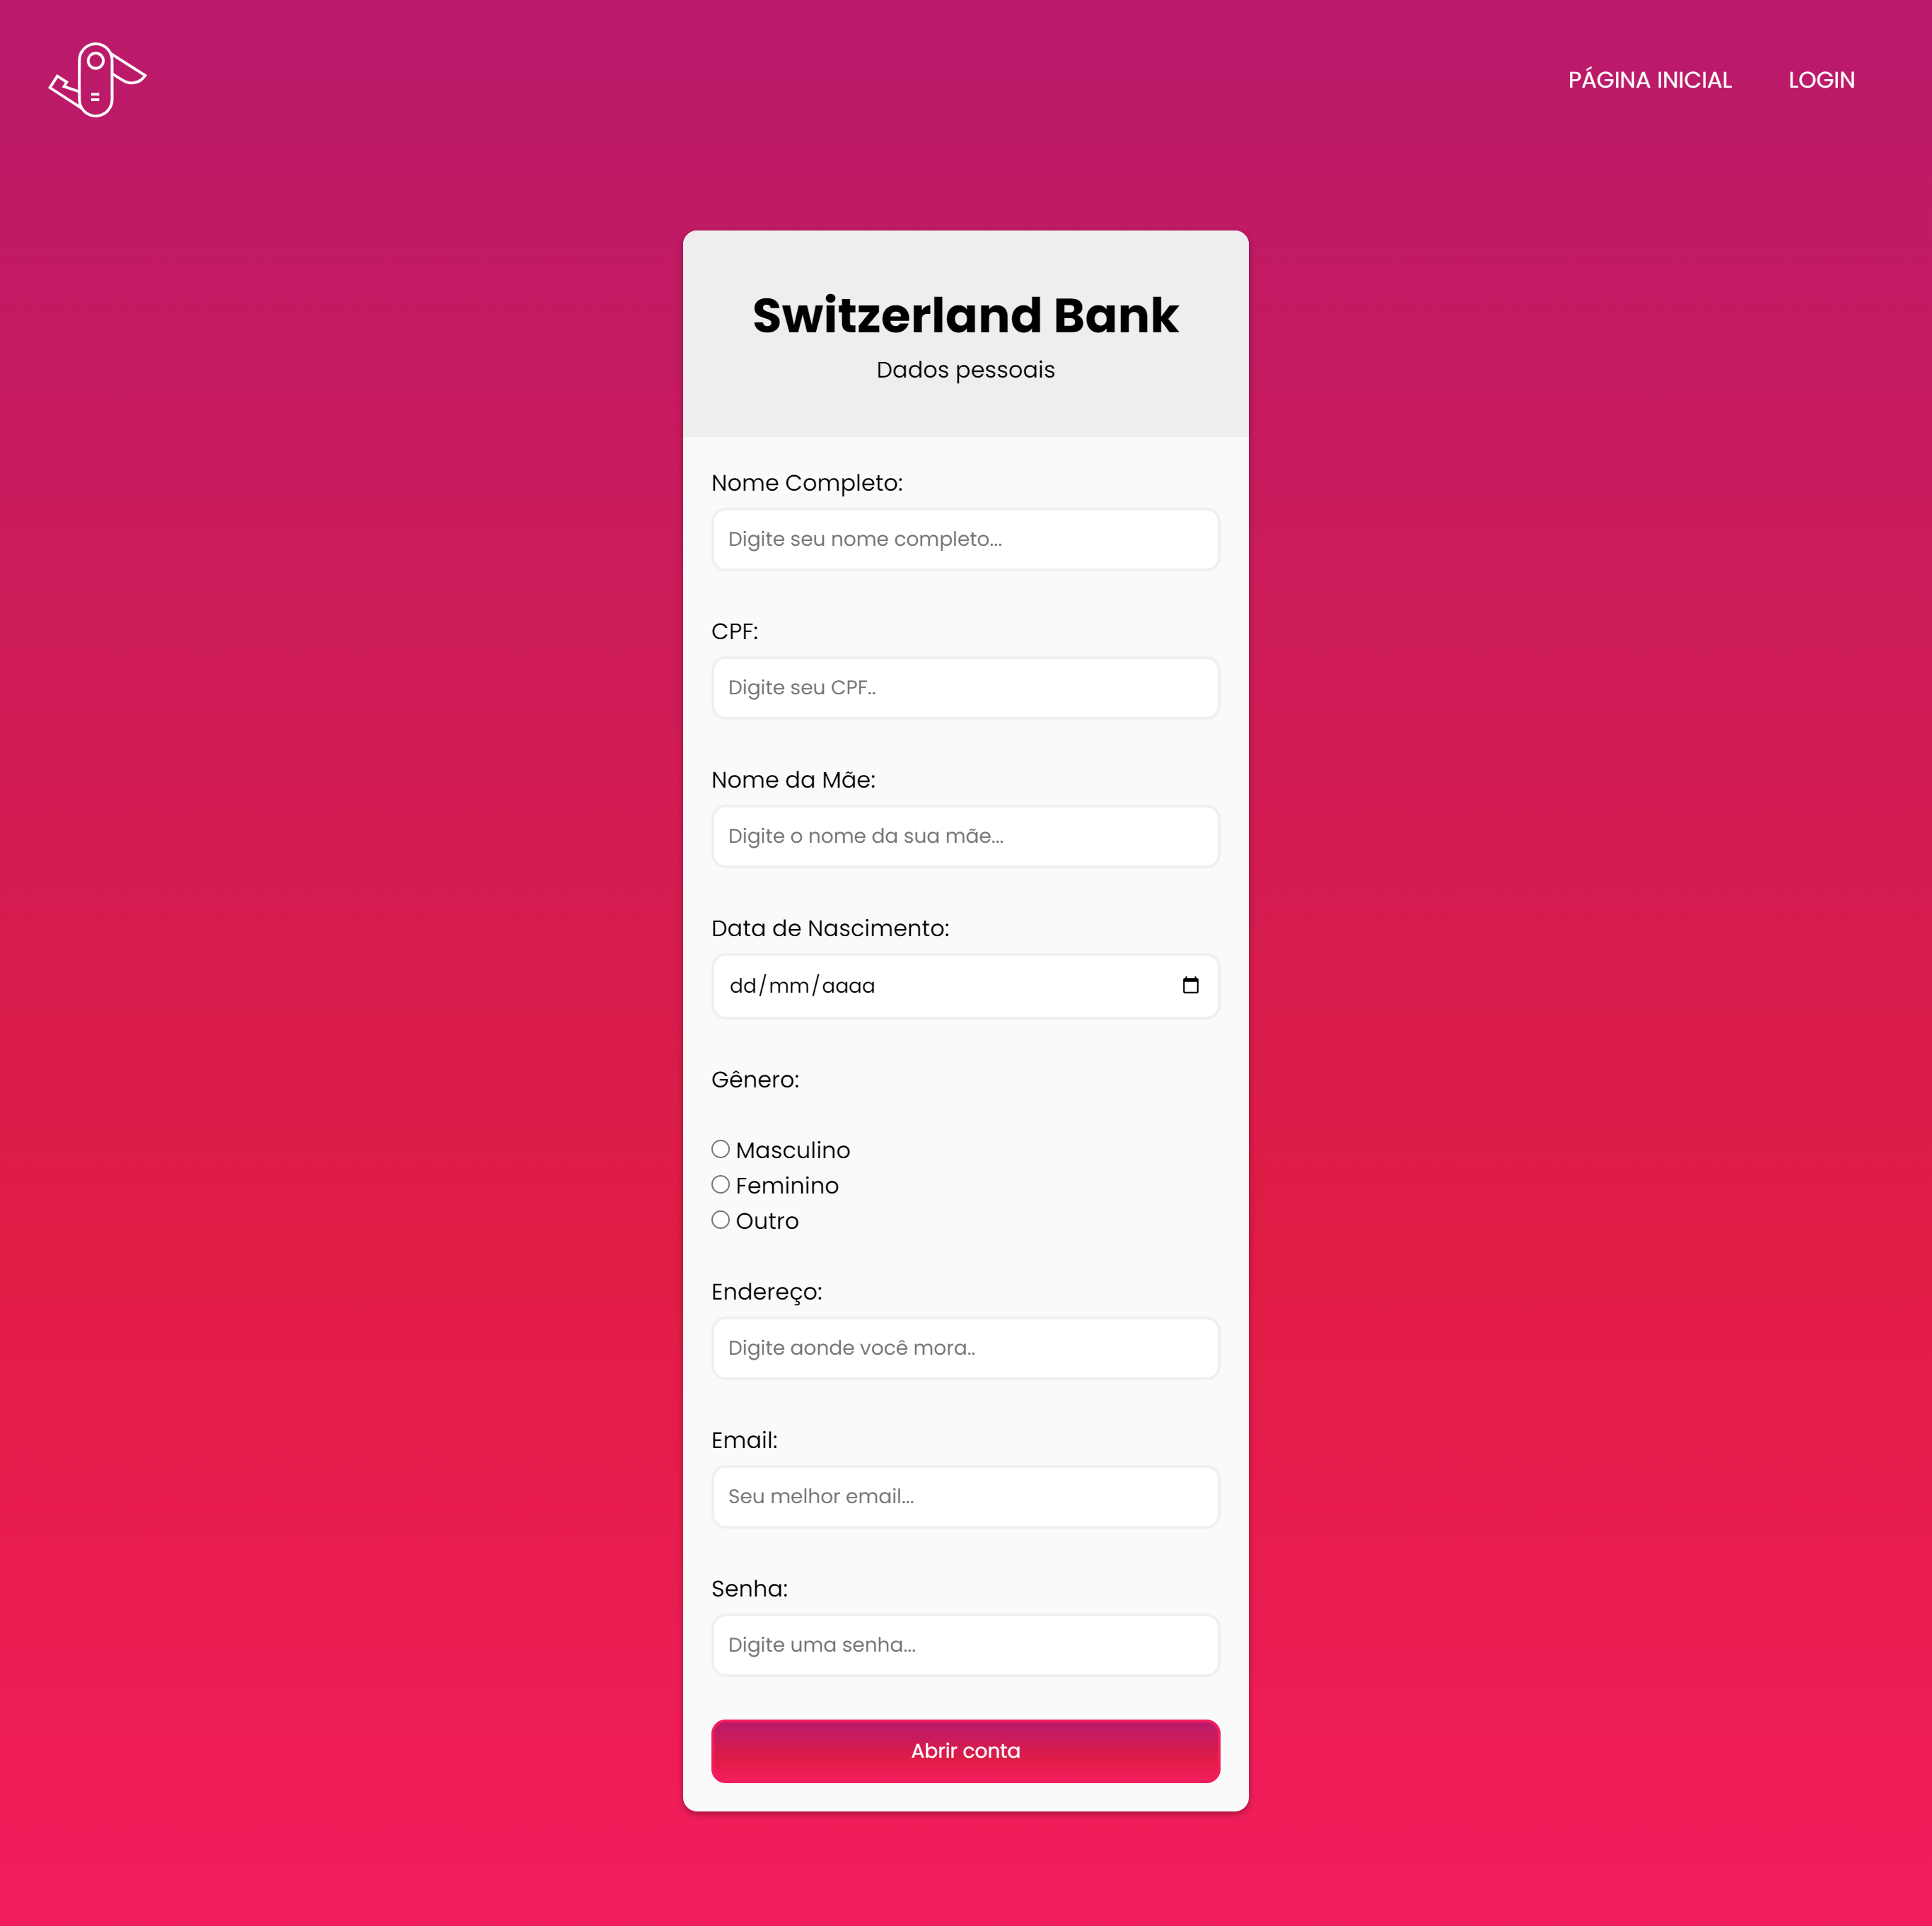 PÁGINA INICIAL LOGIN
Switzerland Bank
Dados pessoais
Nome Completo:
Digite seu nome completo...
CPF:
Digite seu CPF..
Nome da Mãe:
Digite o nome da sua mãe...
Data de Nascimento:
dd/mm/aaaa
Gênero:
Masculino
Feminino
Outro
Endereço:
Digite aonde você mora..
Email:
Seu melhor email...
Senha:
Digite uma senha...
Abrir conta